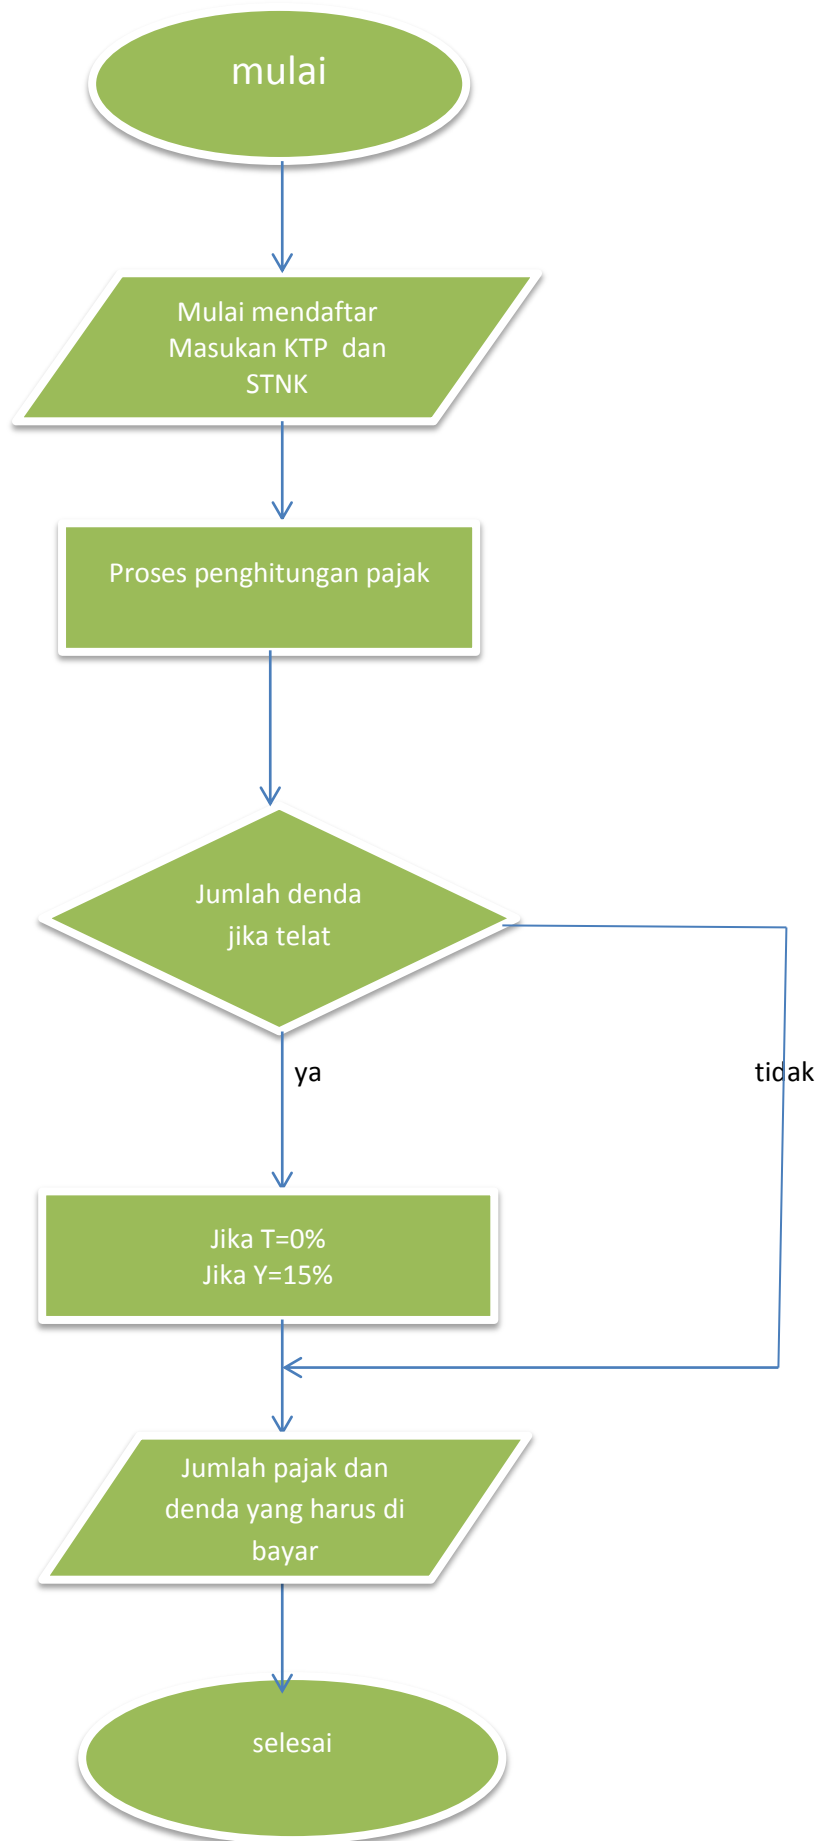 mulai
Mulai mendaftar
Masukan KTP dan
STNK
Proses penghitungan pajak
Jumlah denda
jika telat
ya
tidak
Jika T=0%
Jika Y=15%
Jumlah pajak dan
denda yang harus di
bayar
selesai